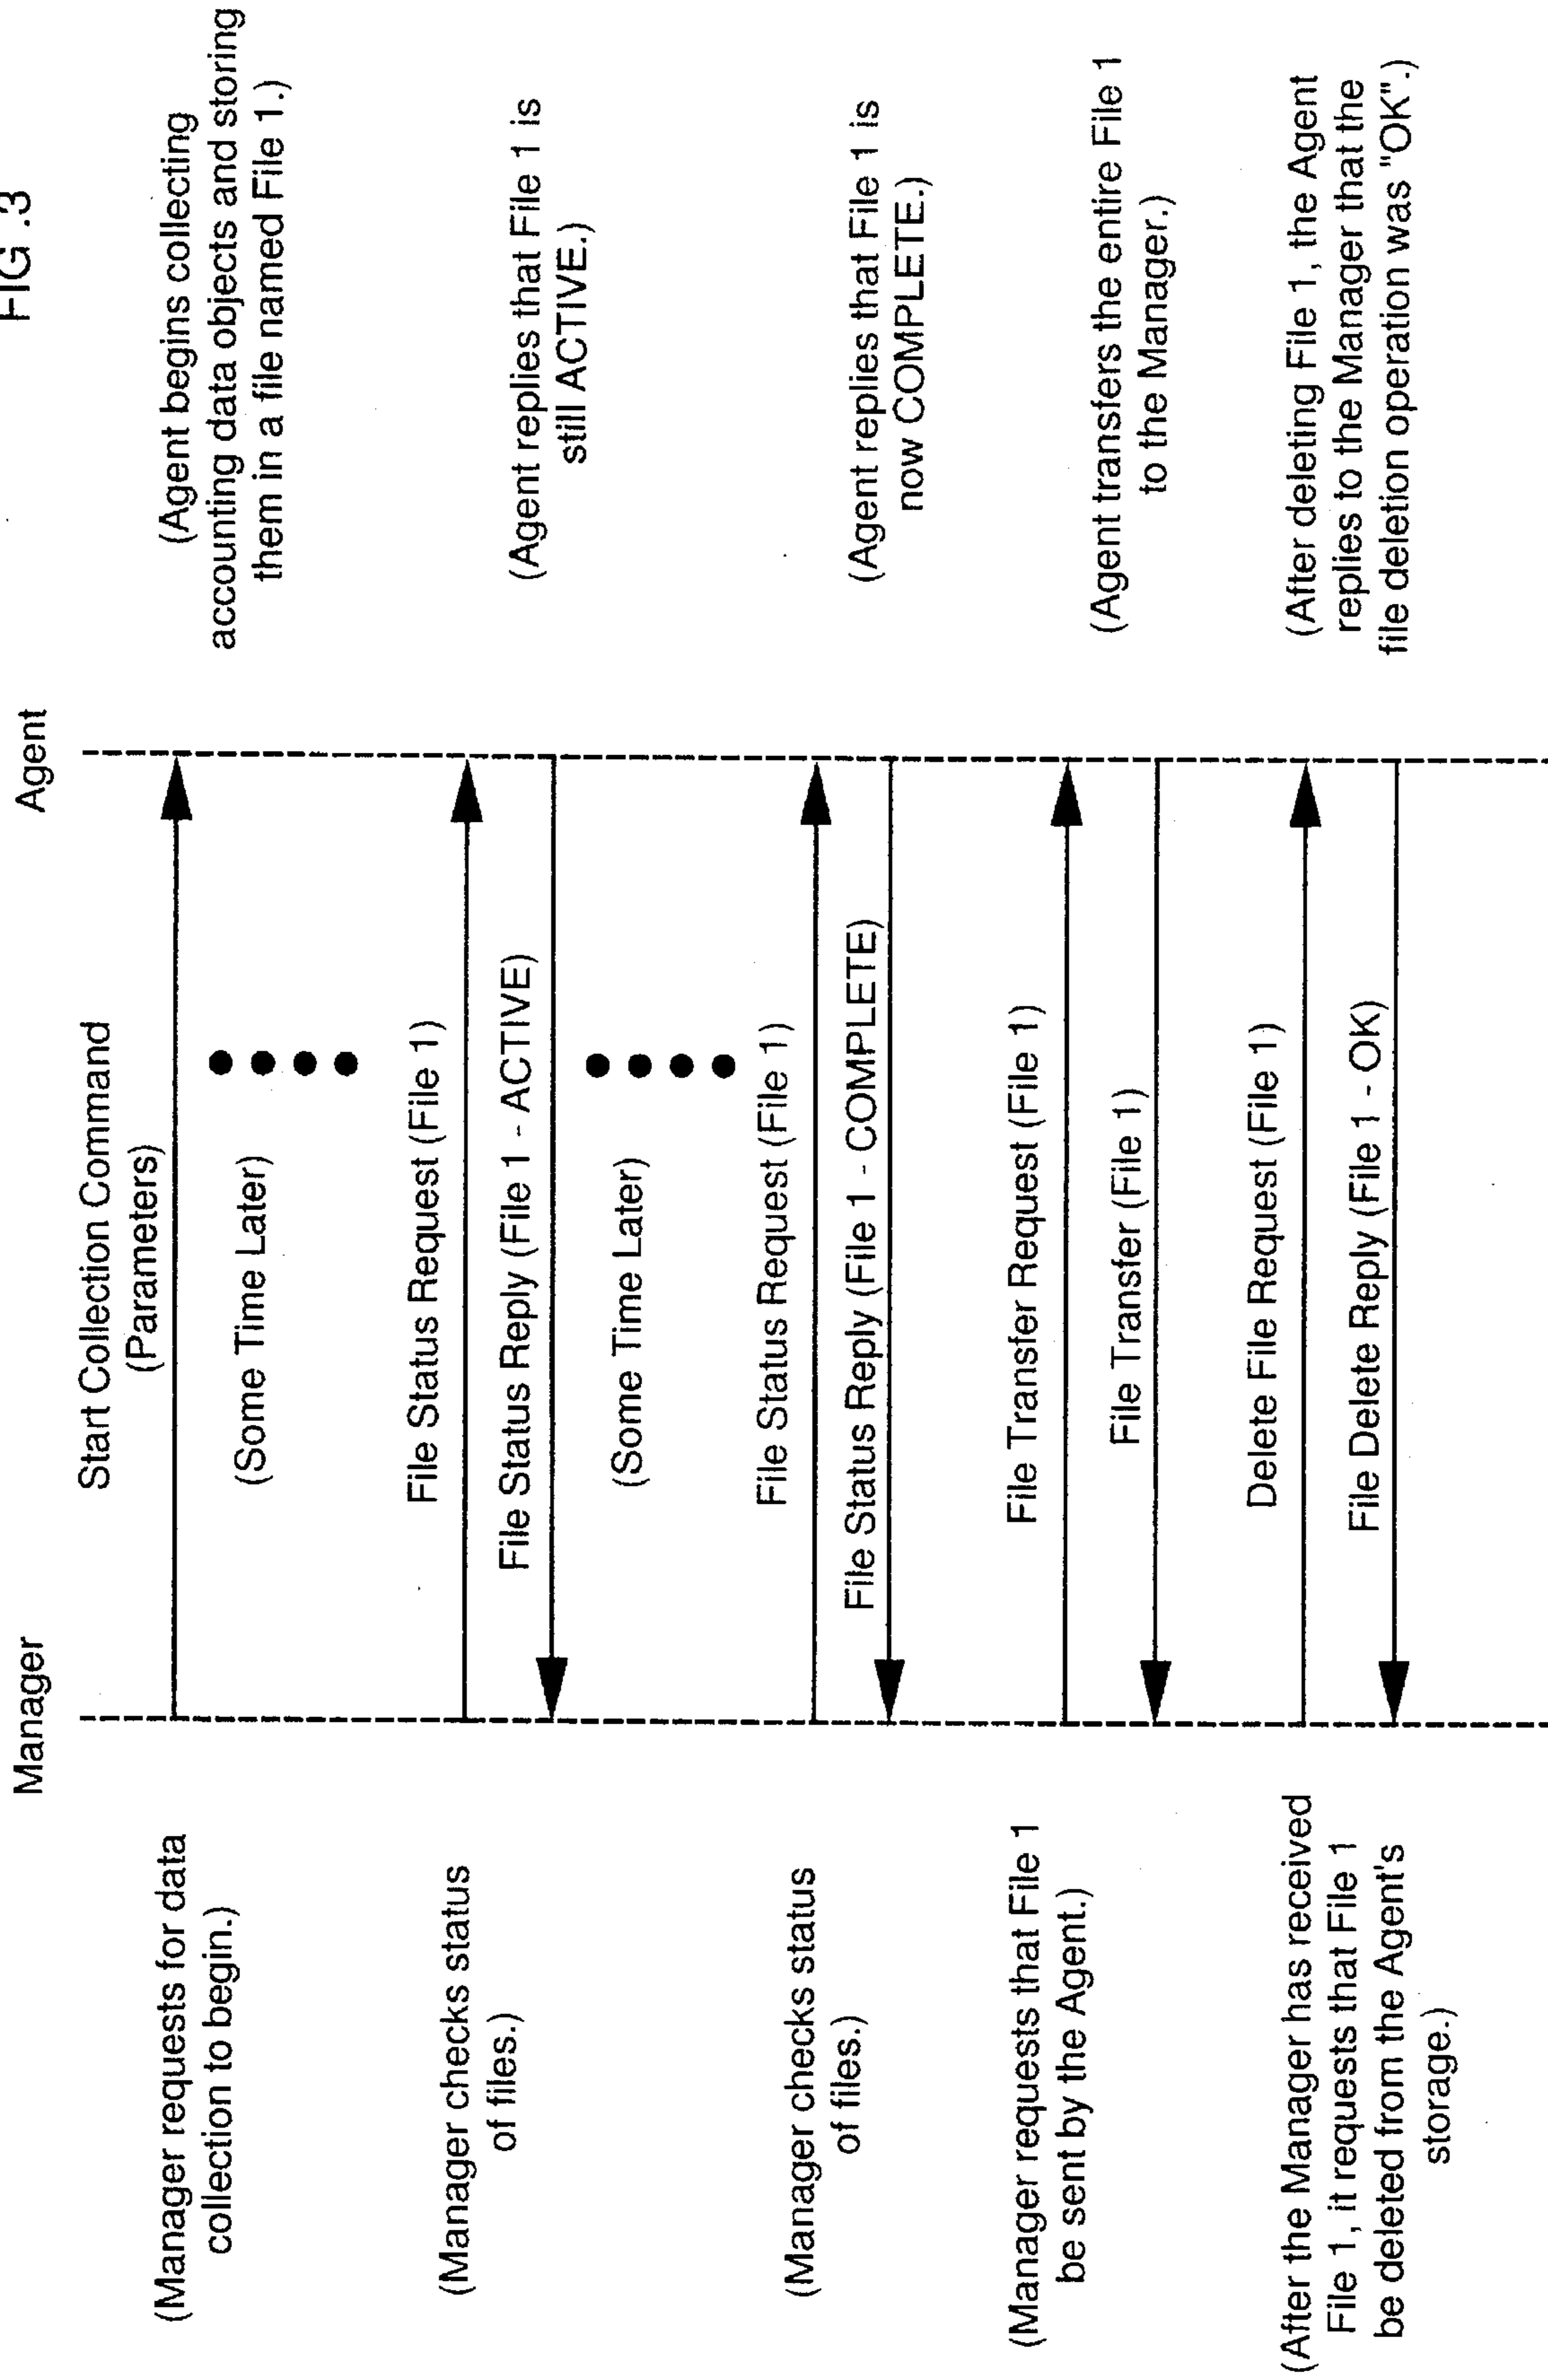 FIG .3
Manager
Agent
(Manager requests for data
collection to begin.)
Start Collection Command
(Parameters)
(Agent begins collecting
accounting data objects and storing
them in a file named File 1.)
(Some Time Later)
(Manager checks status
of files.)
File Status Request (File 1)
File Status Reply (File 1 - ACTIVE)
(Agent replies that File 1 is
still ACTIVE.)
(Some Time Later)
(Manager checks status
of files.)
File Status Request (File 1)
File Status Reply (File 1 - COMPLETE)
(Agent replies that File 1 is
now COMPLETE.)
(Manager requests that File 1
be sent by the Agent.)
File Transfer Request (File 1)
File Transfer (File 1)
(Agent transfers the entire File 1
to the Manager.)
(After the Manager has received
File 1, it requests that File 1
be deleted from the Agent's
storage.)
Delete File Request (File 1)
File Delete Reply (File 1 - OK)
(After deleting File 1, the Agent
replies to the Manager that the
file deletion operation was "OK".)